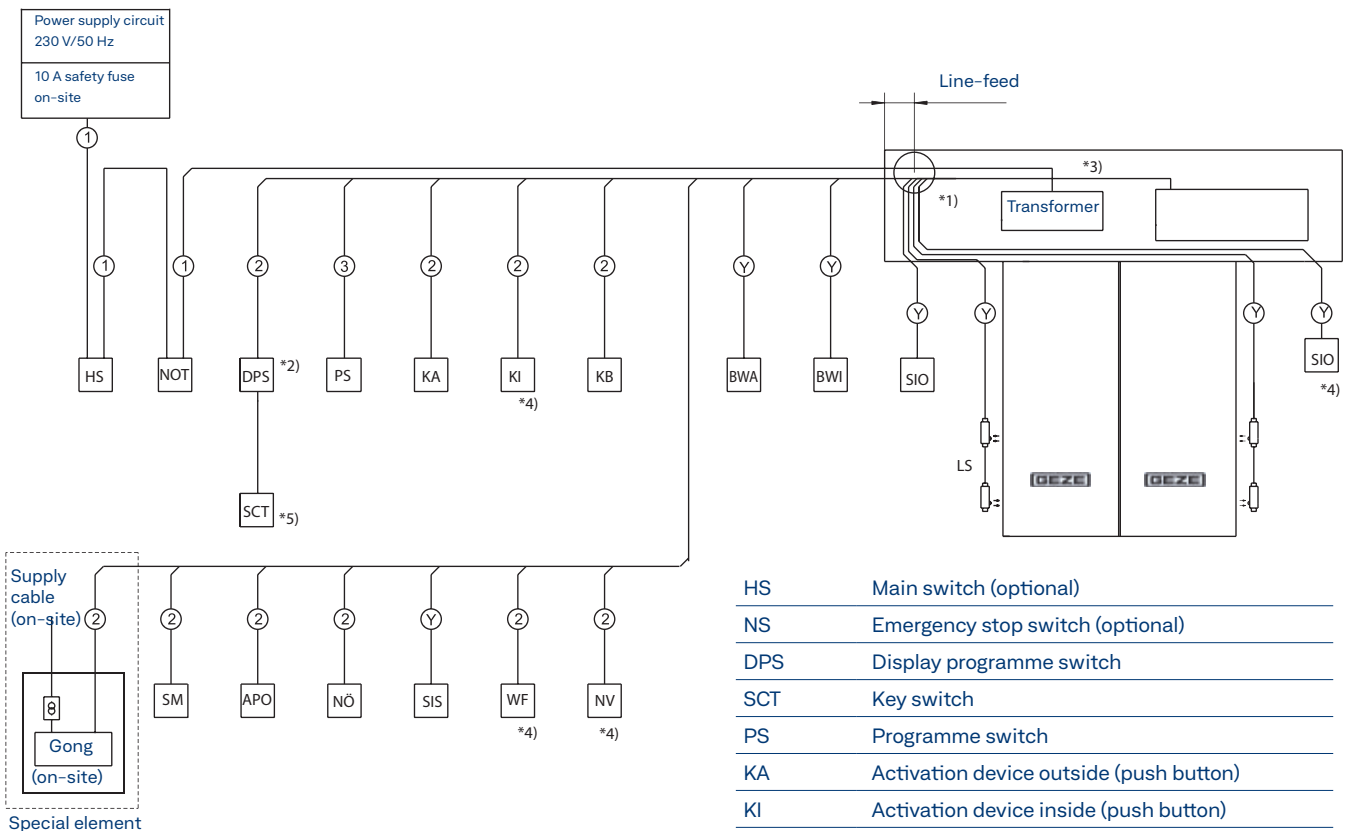 Power supply circuit
230 V/50 Hz
10 A safety fuse
on-site
Line-feed
1
*3)
*1)
Transformer
1
1
2
3
2
2
2
Y
Y
Y
Y
Y
Y
HS
NOT
DPS
*2)
PS
KA
KI
*4)
KB
BWA
BWI
SIO
SIO
*4)
LS
GEZE
GEZE
SCT
*5)
Supply
cable
(on-site)
2
2
2
2
Y
2
2
SM
APO
NÖ
SIS
WF
*4)
NV
*4)
8
Gong
(on-site)
Special element
HS Main switch (optional)
NS Emergency stop switch (optional)
DPS Display programme switch
SCT Key switch
PS Programme switch
KA Activation device outside (push button)
KI Activation device inside (push button)